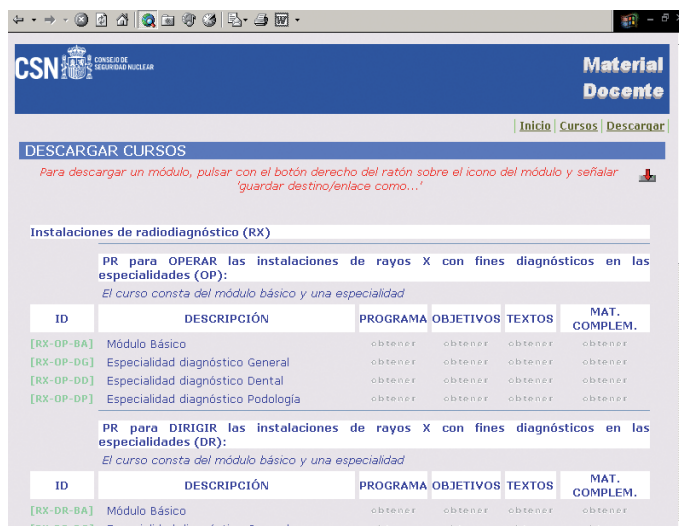 CSN
CONSEJO DE
SEGURIDAD NUCLEAR
Material
Docente
Inicio Cursos Descargar
DESCARGAR CURSOS
Para descargar un módulo, pulsar con el botón derecho del ratón sobre el icono del módulo y señalar
'guardar destino/enlace como...'
Instalaciones de radiodiagnóstico (RX)
PR para OPERAR las instalaciones de rayos X con fines diagnósticos en las
especialidades (OP):
El curso consta del módulo básico y una especialidad
ID DESCRIPCIÓN PROGRAMA OBJETIVOS TEXTOS MAT. COMPLEM.
[RX-OP-BA] Módulo Básico obtener obtener obtener obtener
[RX-OP-DG] Especialidad diagnóstico General obtener obtener obtener obtener
[RX-OP-DD] Especialidad diagnóstico Dental obtener obtener obtener obtener
[RX-OP-DP] Especialidad diagnóstico Podología obtener obtener obtener obtener
PR para DIRIGIR las instalaciones de rayos X con fines diagnósticos en las
especialidades (DR):
El curso consta del módulo básico y una especialidad
ID DESCRIPCIÓN PROGRAMA OBJETIVOS TEXTOS MAT. COMPLEM.
[RX-DR-BA] Módulo Básico obtener obtener obtener obtener